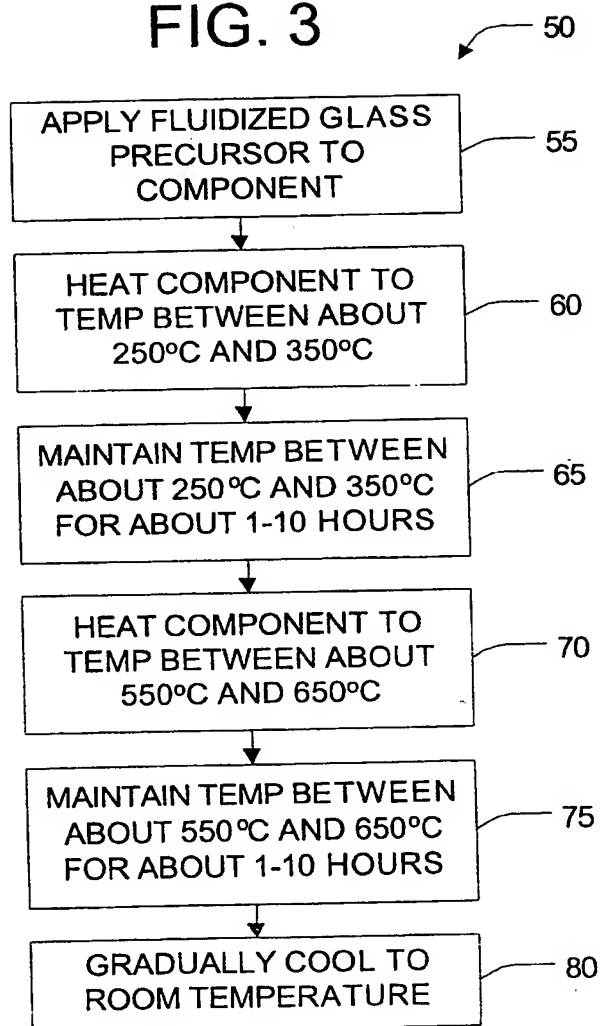 FIG. 3
50
APPLY FLUIDIZED GLASS
PRECURSOR TO
COMPONENT
55
HEAT COMPONENT TO
TEMP BETWEEN ABOUT
250ºC AND 350ºC
60
MAINTAIN TEMP BETWEEN
ABOUT 250ºC AND 350ºC
FOR ABOUT 1-10 HOURS
65
HEAT COMPONENT TO
TEMP BETWEEN ABOUT
550ºC AND 650ºC
70
MAINTAIN TEMP BETWEEN
ABOUT 550ºC AND 650ºC
FOR ABOUT 1-10 HOURS
75
GRADUALLY COOL TO
ROOM TEMPERATURE
80